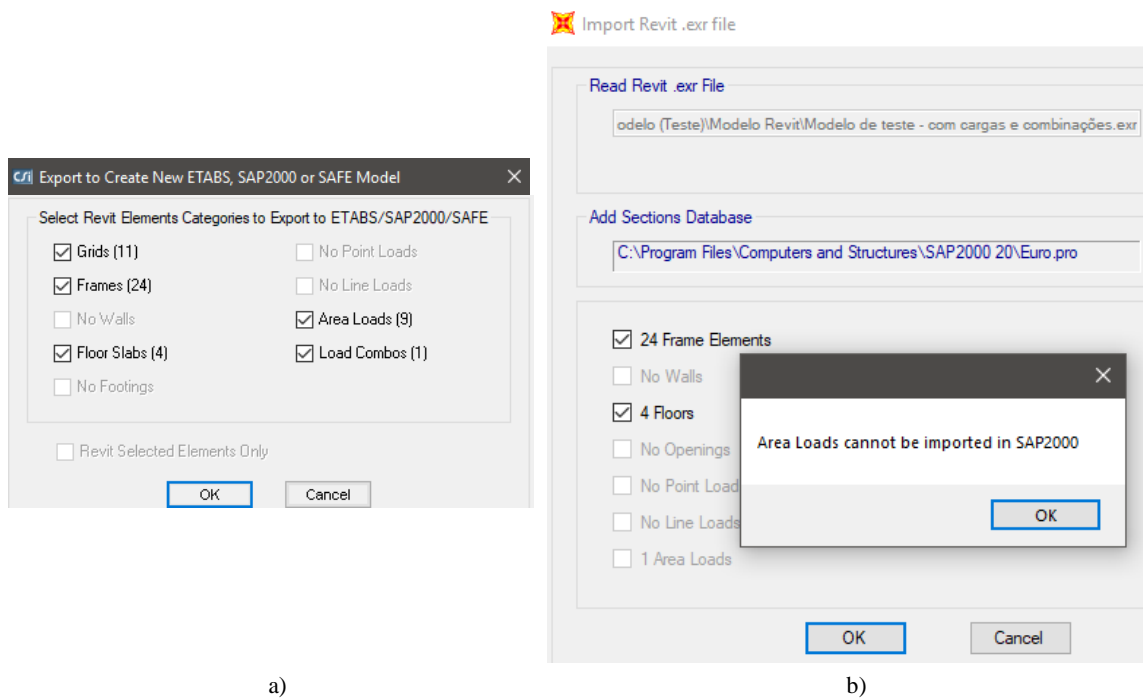 Import Revit .exr file
Read Revit .exr File
odelo (Teste)\Modelo Revit\Modelo de teste - com cargas e combinações.exr
CSi Export to Create New ETABS, SAP2000 or SAFE Model
Select Revit Elements Categories to Export to ETABS/SAP2000/SAFE
Grids (11)
No Point Loads
Frames (24)
No Line Loads
No Walls
Area Loads (9)
Floor Slabs (4)
Load Combos (1)
No Footings
Revit Selected Elements Only
OK
Cancel
Add Sections Database
C:\Program Files\Computers and Structures\SAP2000 20\Euro.pro
24 Frame Elements
No Walls
4 Floors
No Openings
No Point Load
No Line Loads
1 Area Loads
Area Loads cannot be imported in SAP2000
OK
OK
Cancel
a)
b)